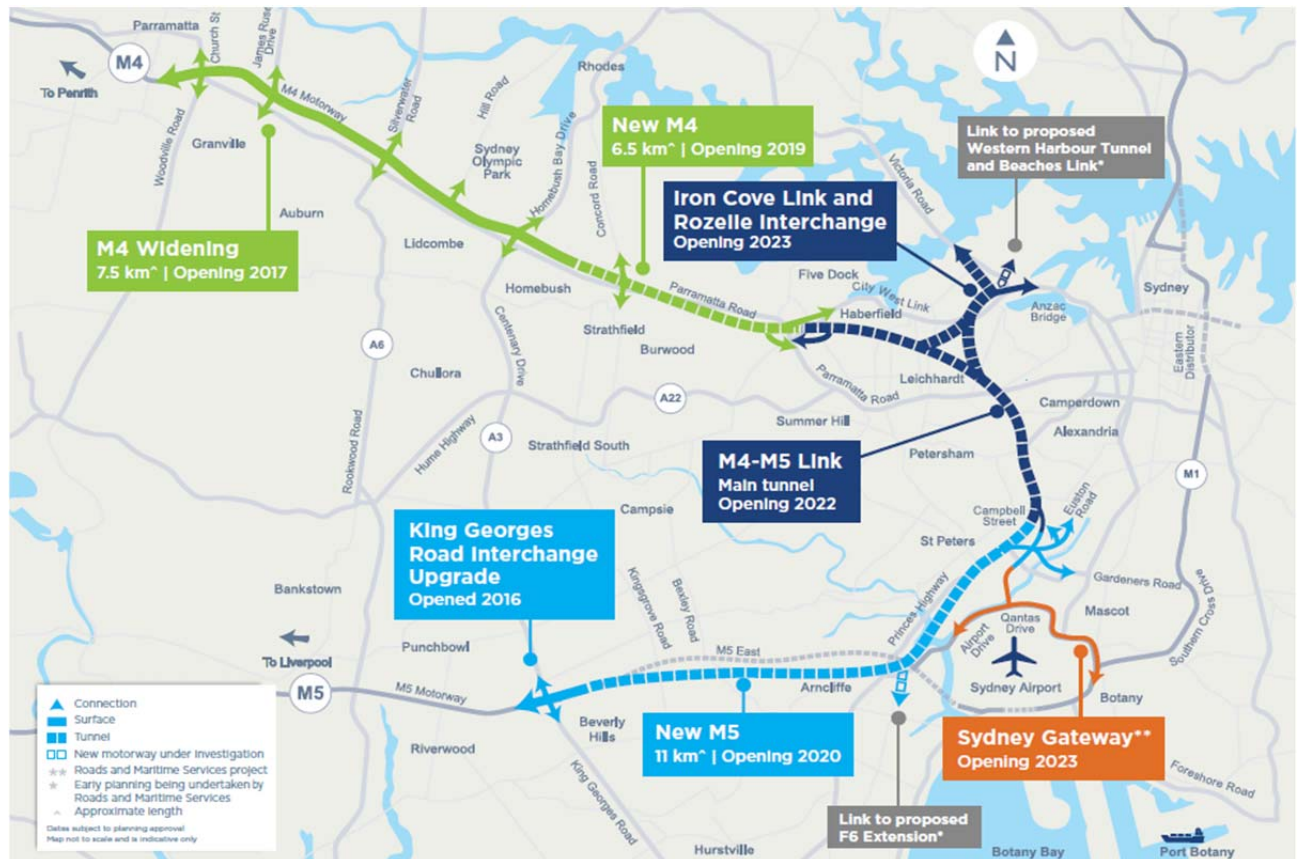 Parramatta
Church St
James Ruse
Drive
M4
To Penrith
M4 Motorway
Silverwater
Road
Hill Road
Rhodes
Woodville Road
Granville
Sydney
Olympic
Park
Homebush Bay Drive
Concord Road
New M4
6.5 km^ | Opening 2019
Victoria Road
Link to proposed
Western Harbour Tunnel
and Beaches Link*
N
Iron Cove Link and
Rozelle Interchange
Opening 2023
Auburn
M4 Widening
7.5 km^ | Opening 2017
Lidcombe
Homebush
Parramatta Road
Five Dock
City West Link
Haberfield
Anzac
Bridge
Sydney
Eastern
Distributor
Strathfield
Burwood
Centenary Drive
A6
Chullora
Leichhardt
Parramatta Road
A22
Summer Hill
Camperdown
Alexandria
Hume Highway
A3
Strathfield South
Rookwood Road
Petersham
M4-M5 Link
Main tunnel
Opening 2022
M1
Campsie
Campbell
Street
Euston
Road
St Peters
King Georges
Road Interchange
Upgrade
Opened 2016
Bankstown
Kingsgrove Road
Bexley Road
Princes Highway
Gardeners Road
Mascot
Southern Cross Drive
Qantas
Drive
Airport
Drive
Punchbowl
To Liverpool
M5
M5 Motorway
M5 East
Arncliffe
Sydney Airport
Botany
Beverly
Hills
Riverwood
New M5
11 km^ | Opening 2020
Sydney Gateway**
Opening 2023
King Georges Road
Foreshore Road
Link to proposed
F6 Extension*
Hurstville
Botany Bay
Port Botany
Connection
Surface
Tunnel
New motorway under investigation
** Roads and Maritime Services project
* Early planning being undertaken by
Roads and Maritime Services
^ Approximate length
Dates subject to planning approval
Map not to scale and is indicative only